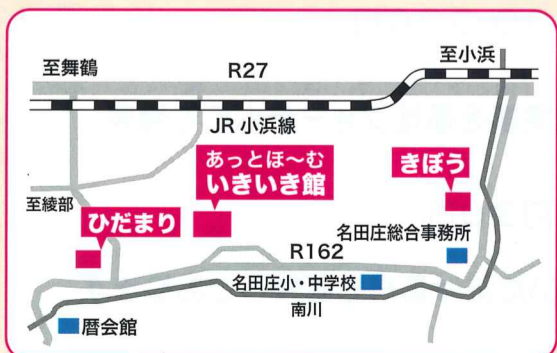 至舞鶴
R27
至小浜
JR 小浜線
あっとほ〜む
いきいき館
きぼう
至綾部
ひだまり
名田庄総合事務所
R162
名田庄小・中学校
南川
暦会館